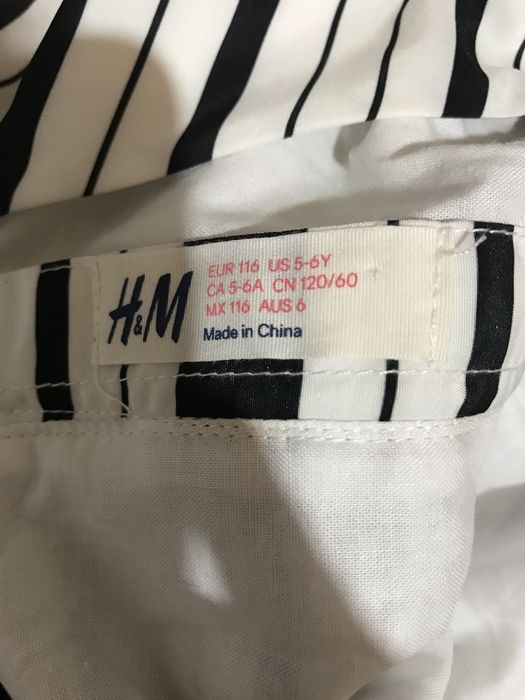 H&M
EUR 116 US 5-6Y
CA 5-6A CN 120/60
MX 116 AUS 6
Made in China